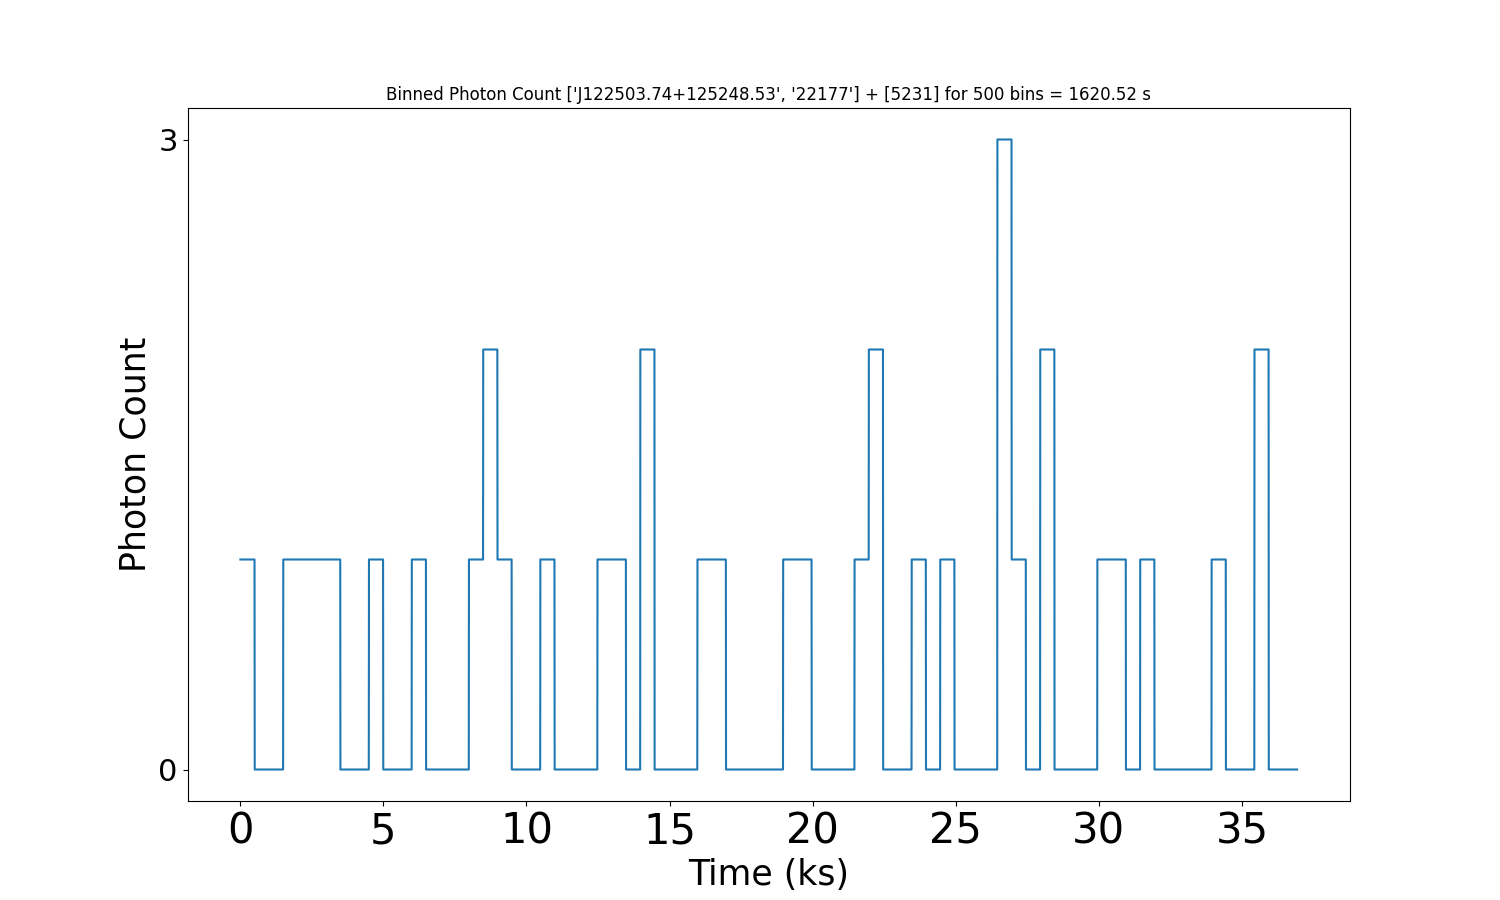 Binned Photon Count ['J122503.74+125248.53', '22177'] + [5231] for 500 bins = 1620.52 s
3
Photon Count
0
0 5 10 15 20 25 30 35
Time (ks)